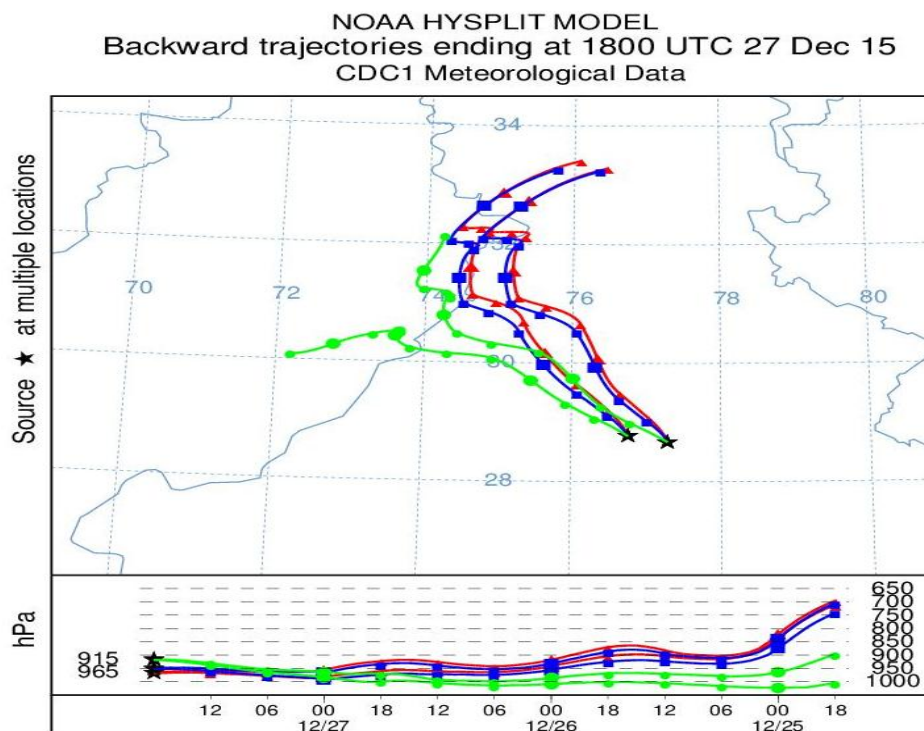 NOAA HYSPLIT MODEL
Backward trajectories ending at 1800 UTC 27 Dec 15
CDC1 Meteorological Data
Source ★ at multiple locations
34
32
70
72
74
76
78
80
30
28
hPa
650
700
750
800
850
900
950
1000
915
965
12 06 00 18 12 06 00 18 12 06 00 18
12/27 12/26 12/25